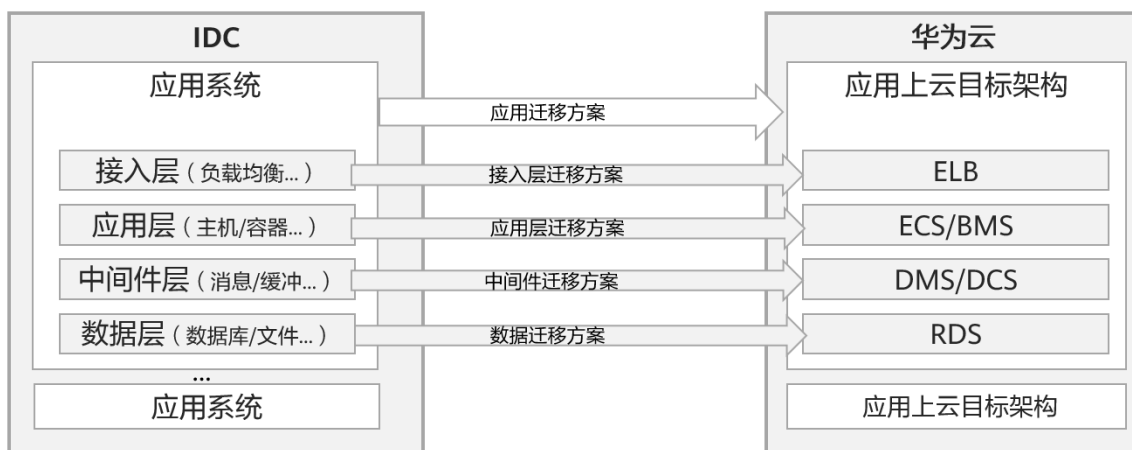 IDC
应用系统
接入层（负载均衡...）
应用层（主机/容器...）
中间件层（消息/缓冲...）
数据层（数据库/文件...）
...
应用系统
应用迁移方案
接入层迁移方案
应用层迁移方案
中间件迁移方案
数据迁移方案
华为云
应用上云目标架构
ELB
ECS/BMS
DMS/DCS
RDS
应用上云目标架构